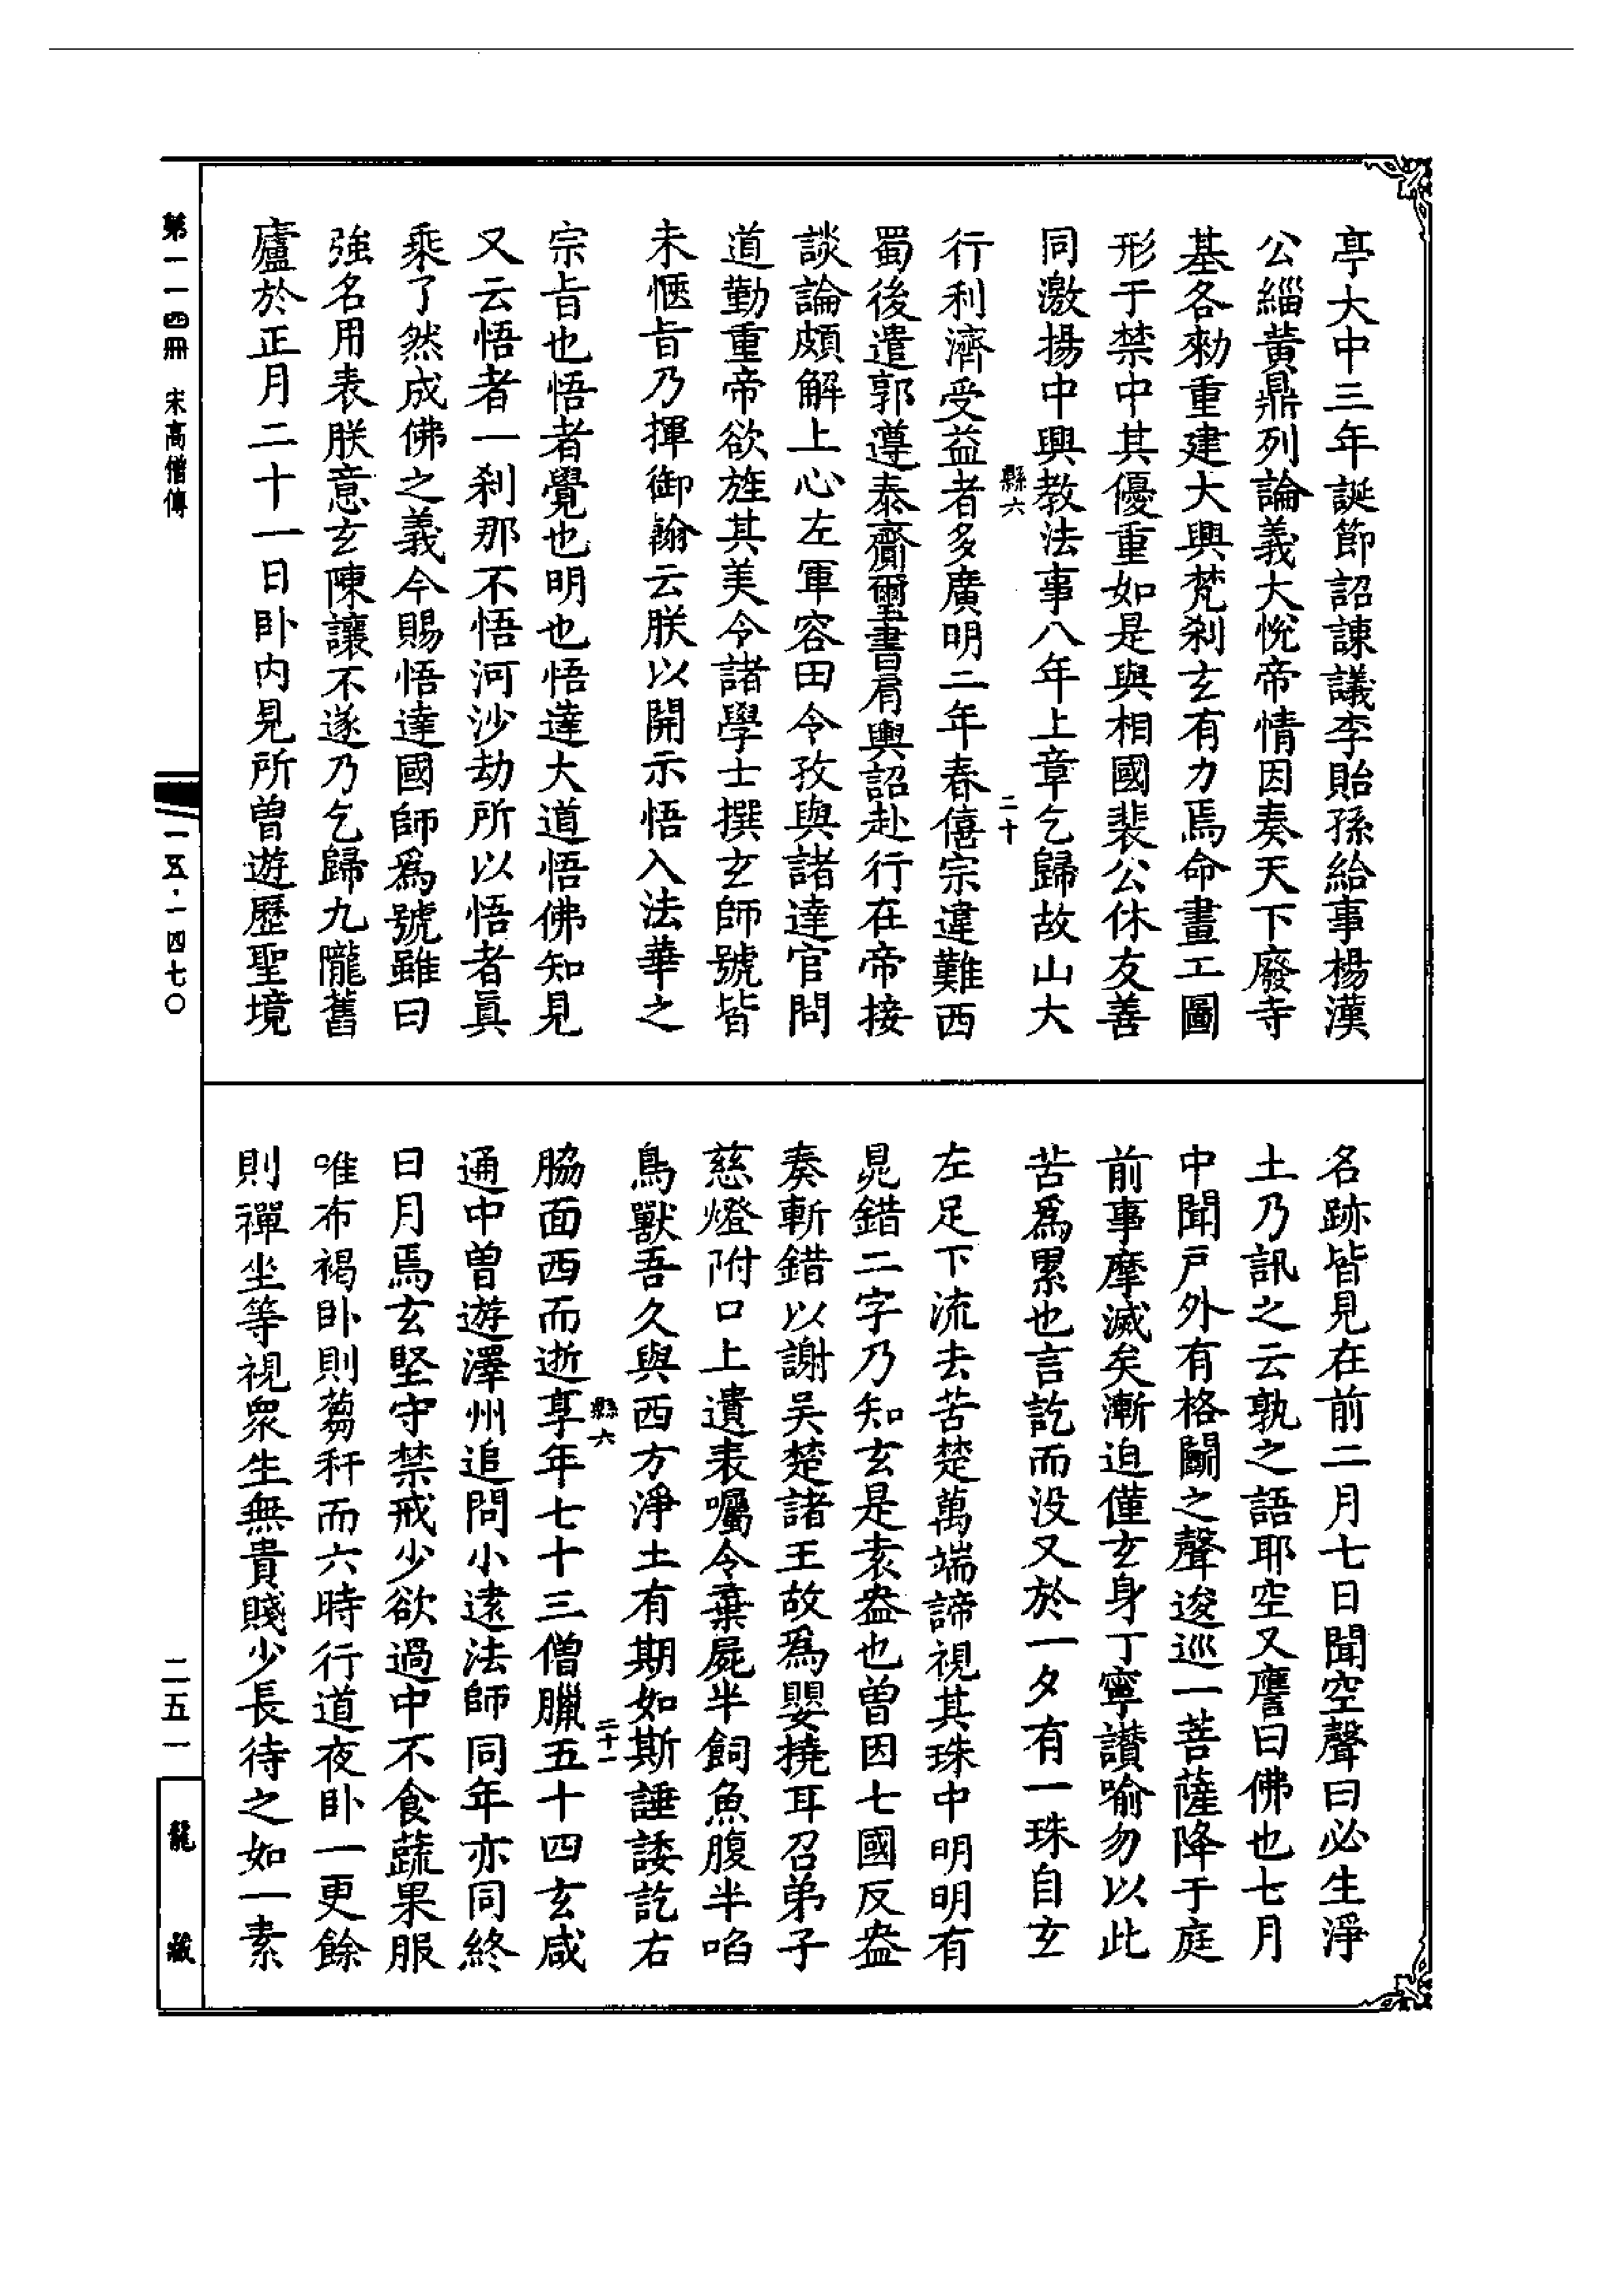 亭大中三年誕節詔諫議李貽孫給事楊漢
公緇黃鼎列論義大悅帝情因奏天下廢寺
基各勑重建大興梵剎玄有力焉命畫工圖
形于禁中其優重如是與相國裴公休友善
同激揚中興教法事八年上章乞歸故山大
縣六
二十
行利濟受益者多廣明二年春僖宗違難西
蜀後遣郭遵泰齎璽書肩輿詔赴行在帝接
談論頗解上心左軍容田令孜與諸達官問
道勤重帝欲旌其美令諸學士撰玄師號皆
未愜旨乃揮御翰云朕以開示悟入法華之
宗旨也悟者覺也明也悟達大道悟佛知見
又云悟者一剎那不悟河沙劫所以悟者眞
乘了然成佛之義今賜悟達國師爲號雖曰
強名用表朕意玄陳讓不遂乃乞歸九隴舊
廬於正月二十一日臥內見所曾遊歷聖境
名跡皆見在前二月七日聞空聲曰必生淨
土乃訊之云孰之語耶空又譍曰佛也七月
中聞戶外有格鬬之聲逡巡一菩薩降于庭
前事摩滅矣漸迫僅玄身丁寧讚喻勿以此
苦爲累也言訖而没又於一夕有一珠自玄
左足下流去苦楚萬端諦視其珠中明明有
晁錯二字乃知玄是袁盎也曾因七國反盎
奏斬錯以謝吳楚諸王故爲嬰撓耳召弟子
慈燈附口上遺表囑令棄屍半飼魚腹半啗
鳥獸吾久與西方淨土有期如斯諈諉訖右
縣六
二十一
脇面西而逝享年七十三僧臘五十四玄咸
通中曾遊澤州追問小遠法師同年亦同終
日月焉玄堅守禁戒少欲過中不食蔬果服
唯布褐臥則蒭秆而六時行道夜臥一更餘
則禪坐等視衆生無貴賤少長待之如一素
第一一四冊 宋高僧傳
一五·一四七〇
二五一
龍藏